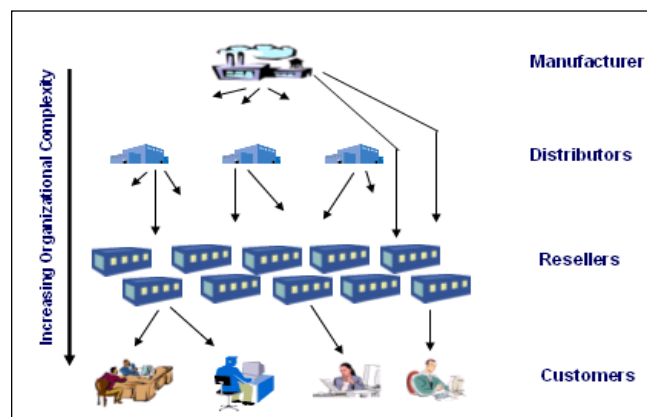 Increasing Organizational Complexity
Manufacturer
Distributors
Resellers
Customers